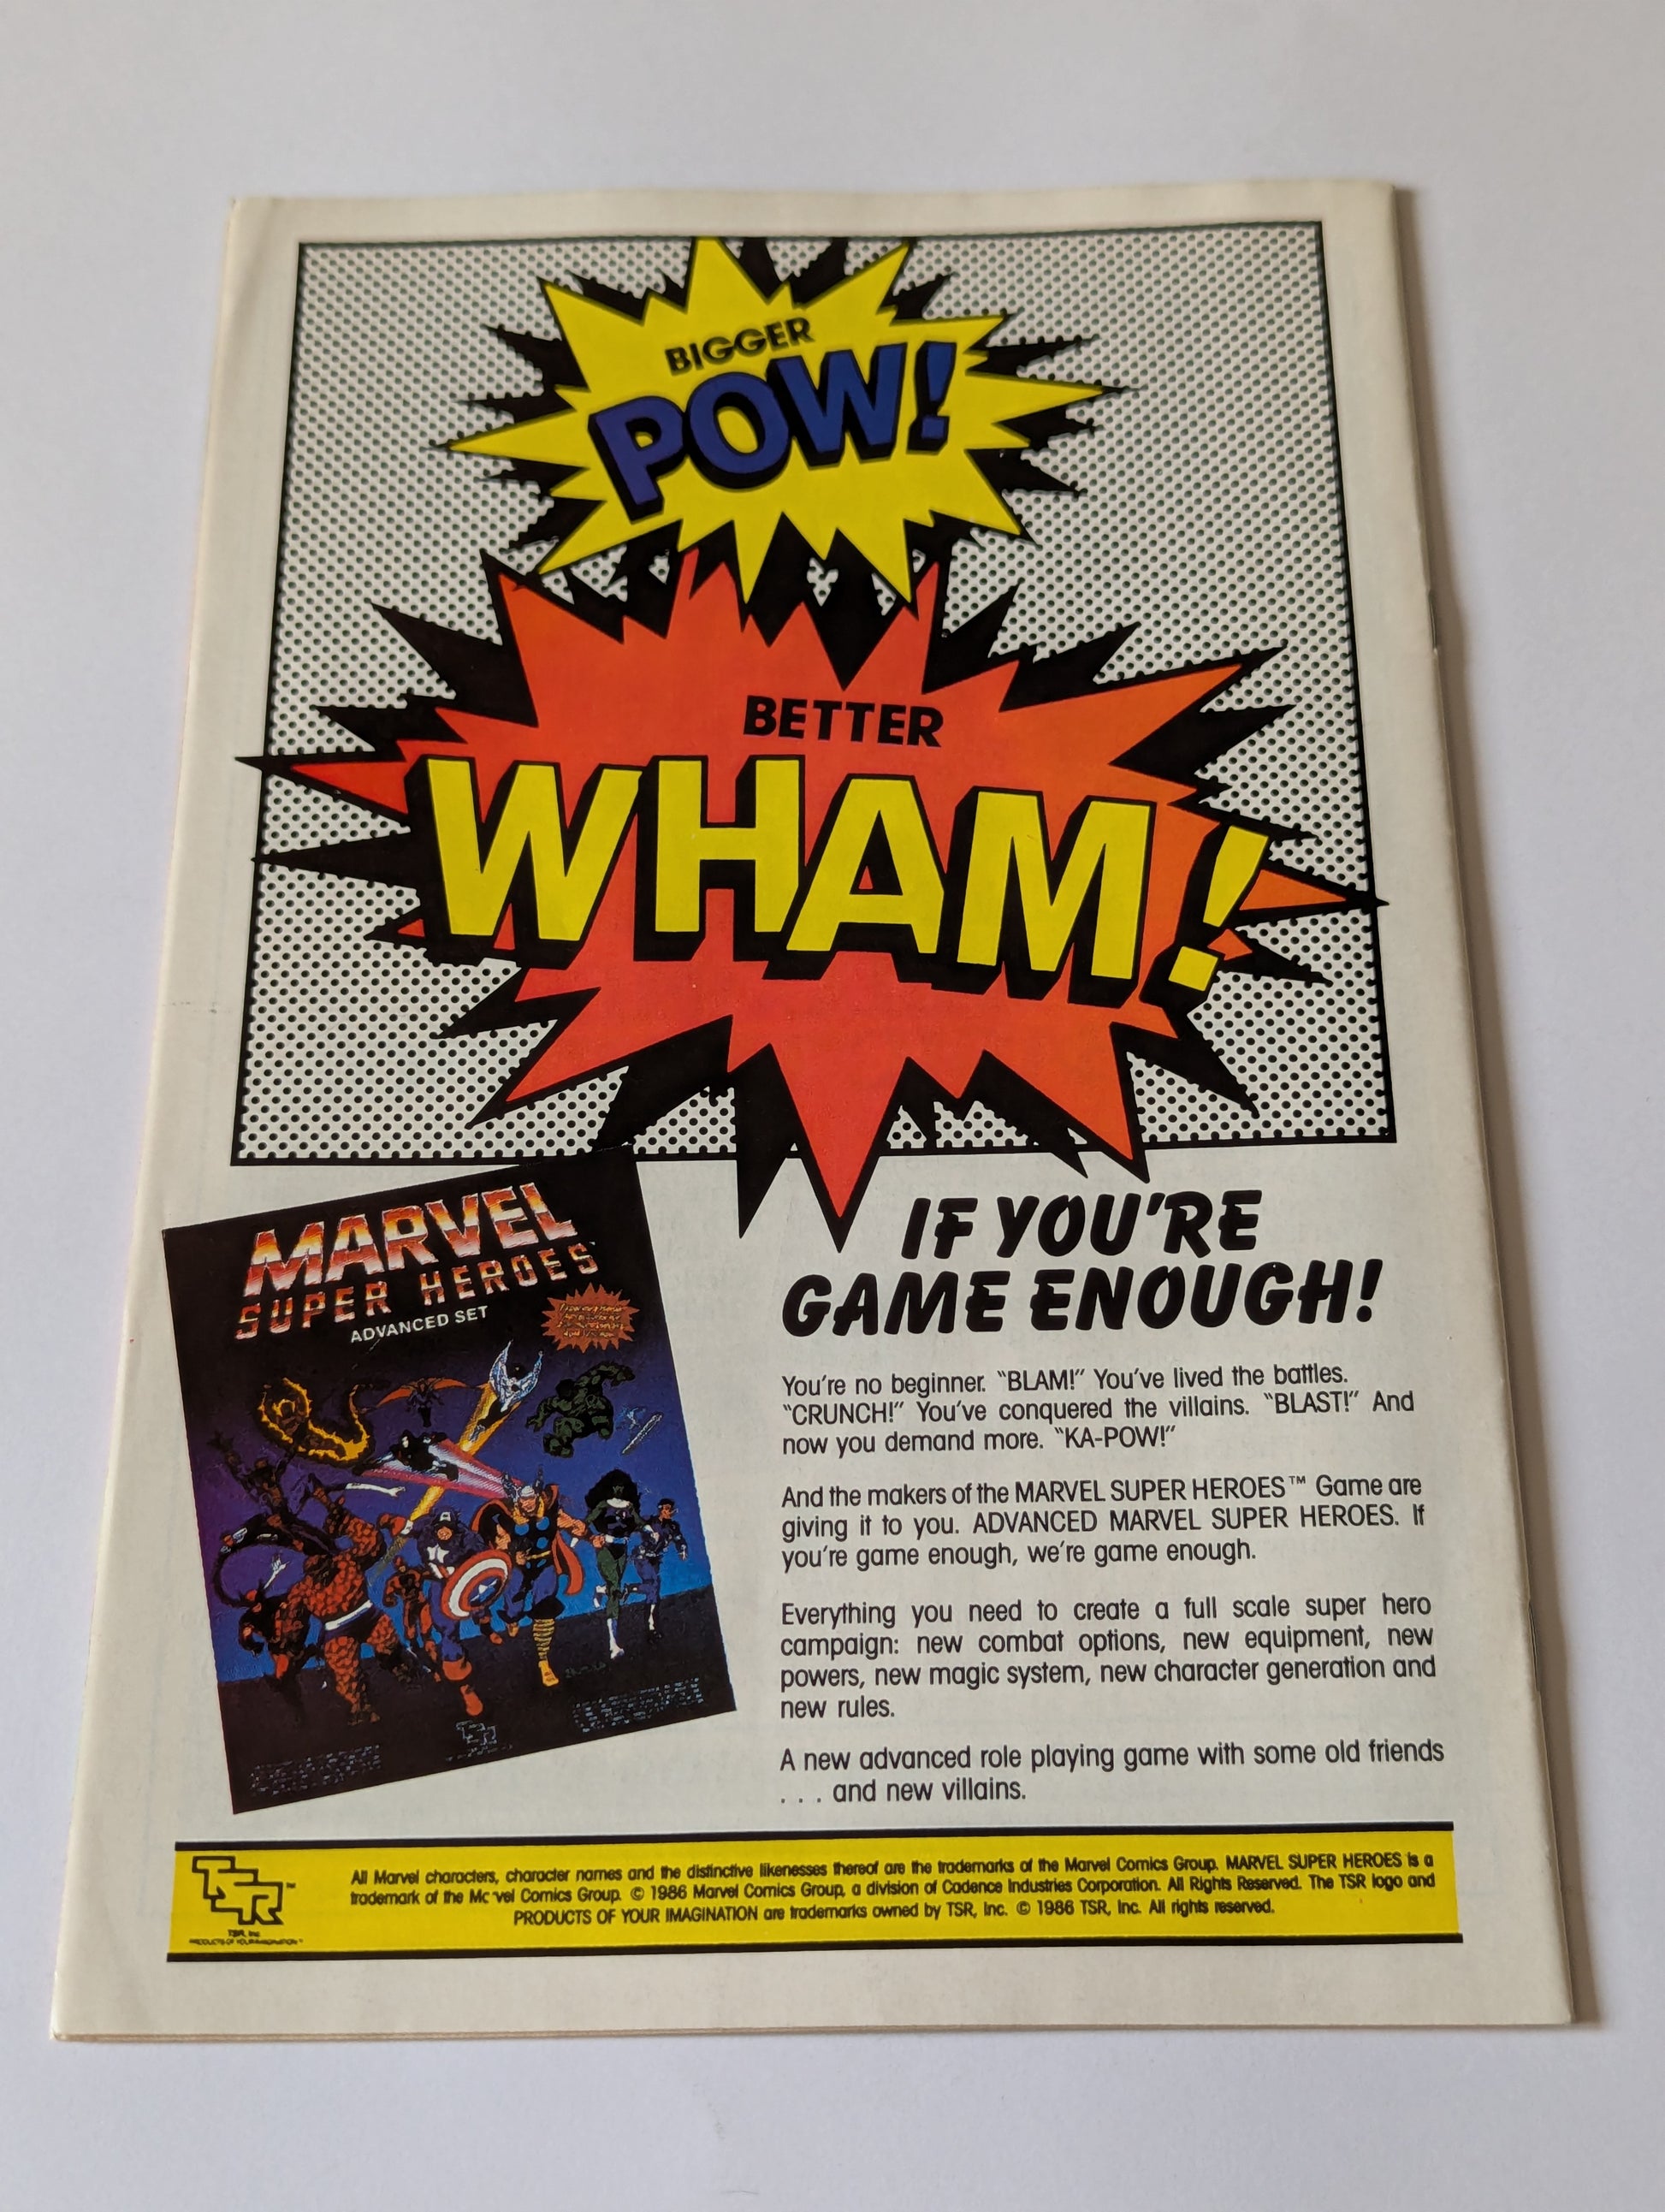 BIGGER
POW!
BETTER
WHAM!
MARVEL
SUPER HEROES
ADVANCED SET
IF YOU'RE
GAME ENOUGH!
You're no beginner. “BLAM!” You've lived the battles.
“CRUNCH!” You've conquered the villains. “BLAST!” And
now you demand more. “KA-POW!”
And the makers of the MARVEL SUPER HEROES™ Game are
giving it to you. ADVANCED MARVEL SUPER HEROES. If
you're game enough, we're game enough.
Everything you need to create a full scale super hero
campaign: new combat options, new equipment, new
powers, new magic system, new character generation and
new rules.
A new advanced role playing game with some old friends
. . . and new villains.
TSR™
TSR, Inc.
PRODUCTS OF YOUR IMAGINATION™
All Marvel characters, character names and the distinctive likenesses thereof are the trademarks of the Marvel Comics Group. MARVEL SUPER HEROES is a
trademark of the Marvel Comics Group. © 1986 Marvel Comics Group, a division of Cadence Industries Corporation. All Rights Reserved. The TSR logo and
PRODUCTS OF YOUR IMAGINATION are trademarks owned by TSR, Inc. © 1986 TSR, Inc. All rights reserved.